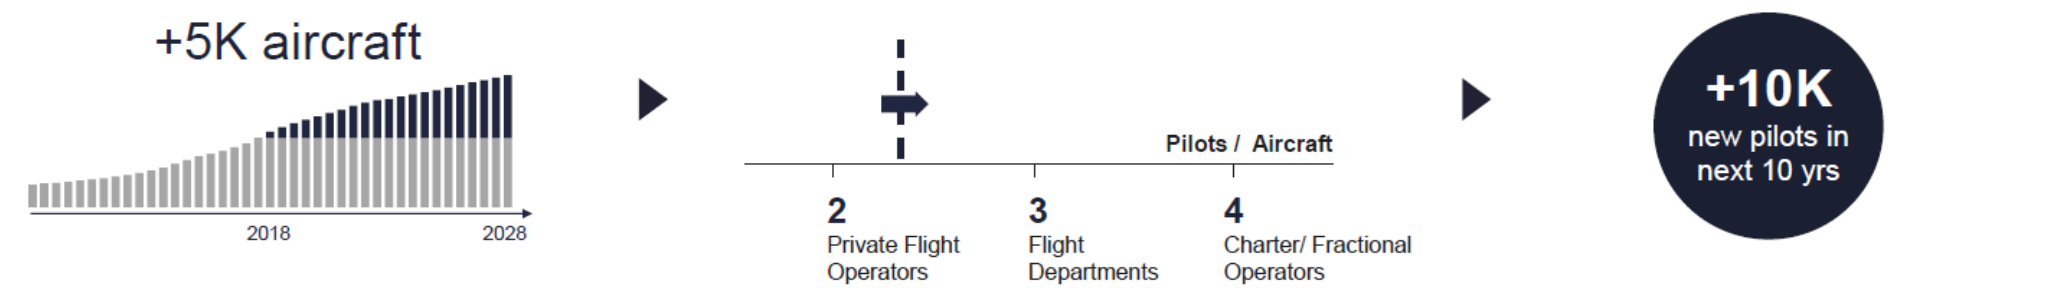 +5K aircraft
2018
2028
Pilots / Aircraft
2
Private Flight
Operators
3
Flight
Departments
4
Charter/ Fractional
Operators
+10K
new pilots in
next 10 yrs